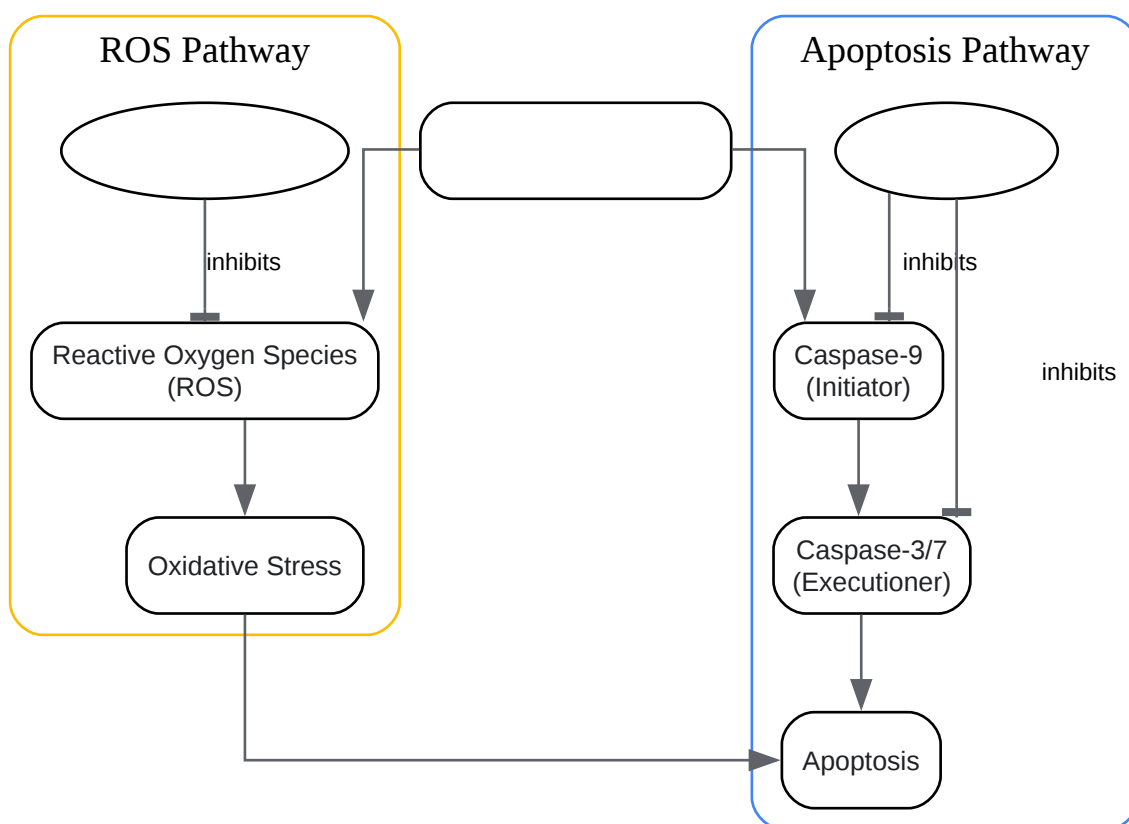 ROS Pathway
Apoptosis Pathway
inhibits
inhibits
Reactive Oxygen Species
(ROS)
Caspase-9
(Initiator)
inhibits
Oxidative Stress
Caspase-3/7
(Executioner)
Apoptosis